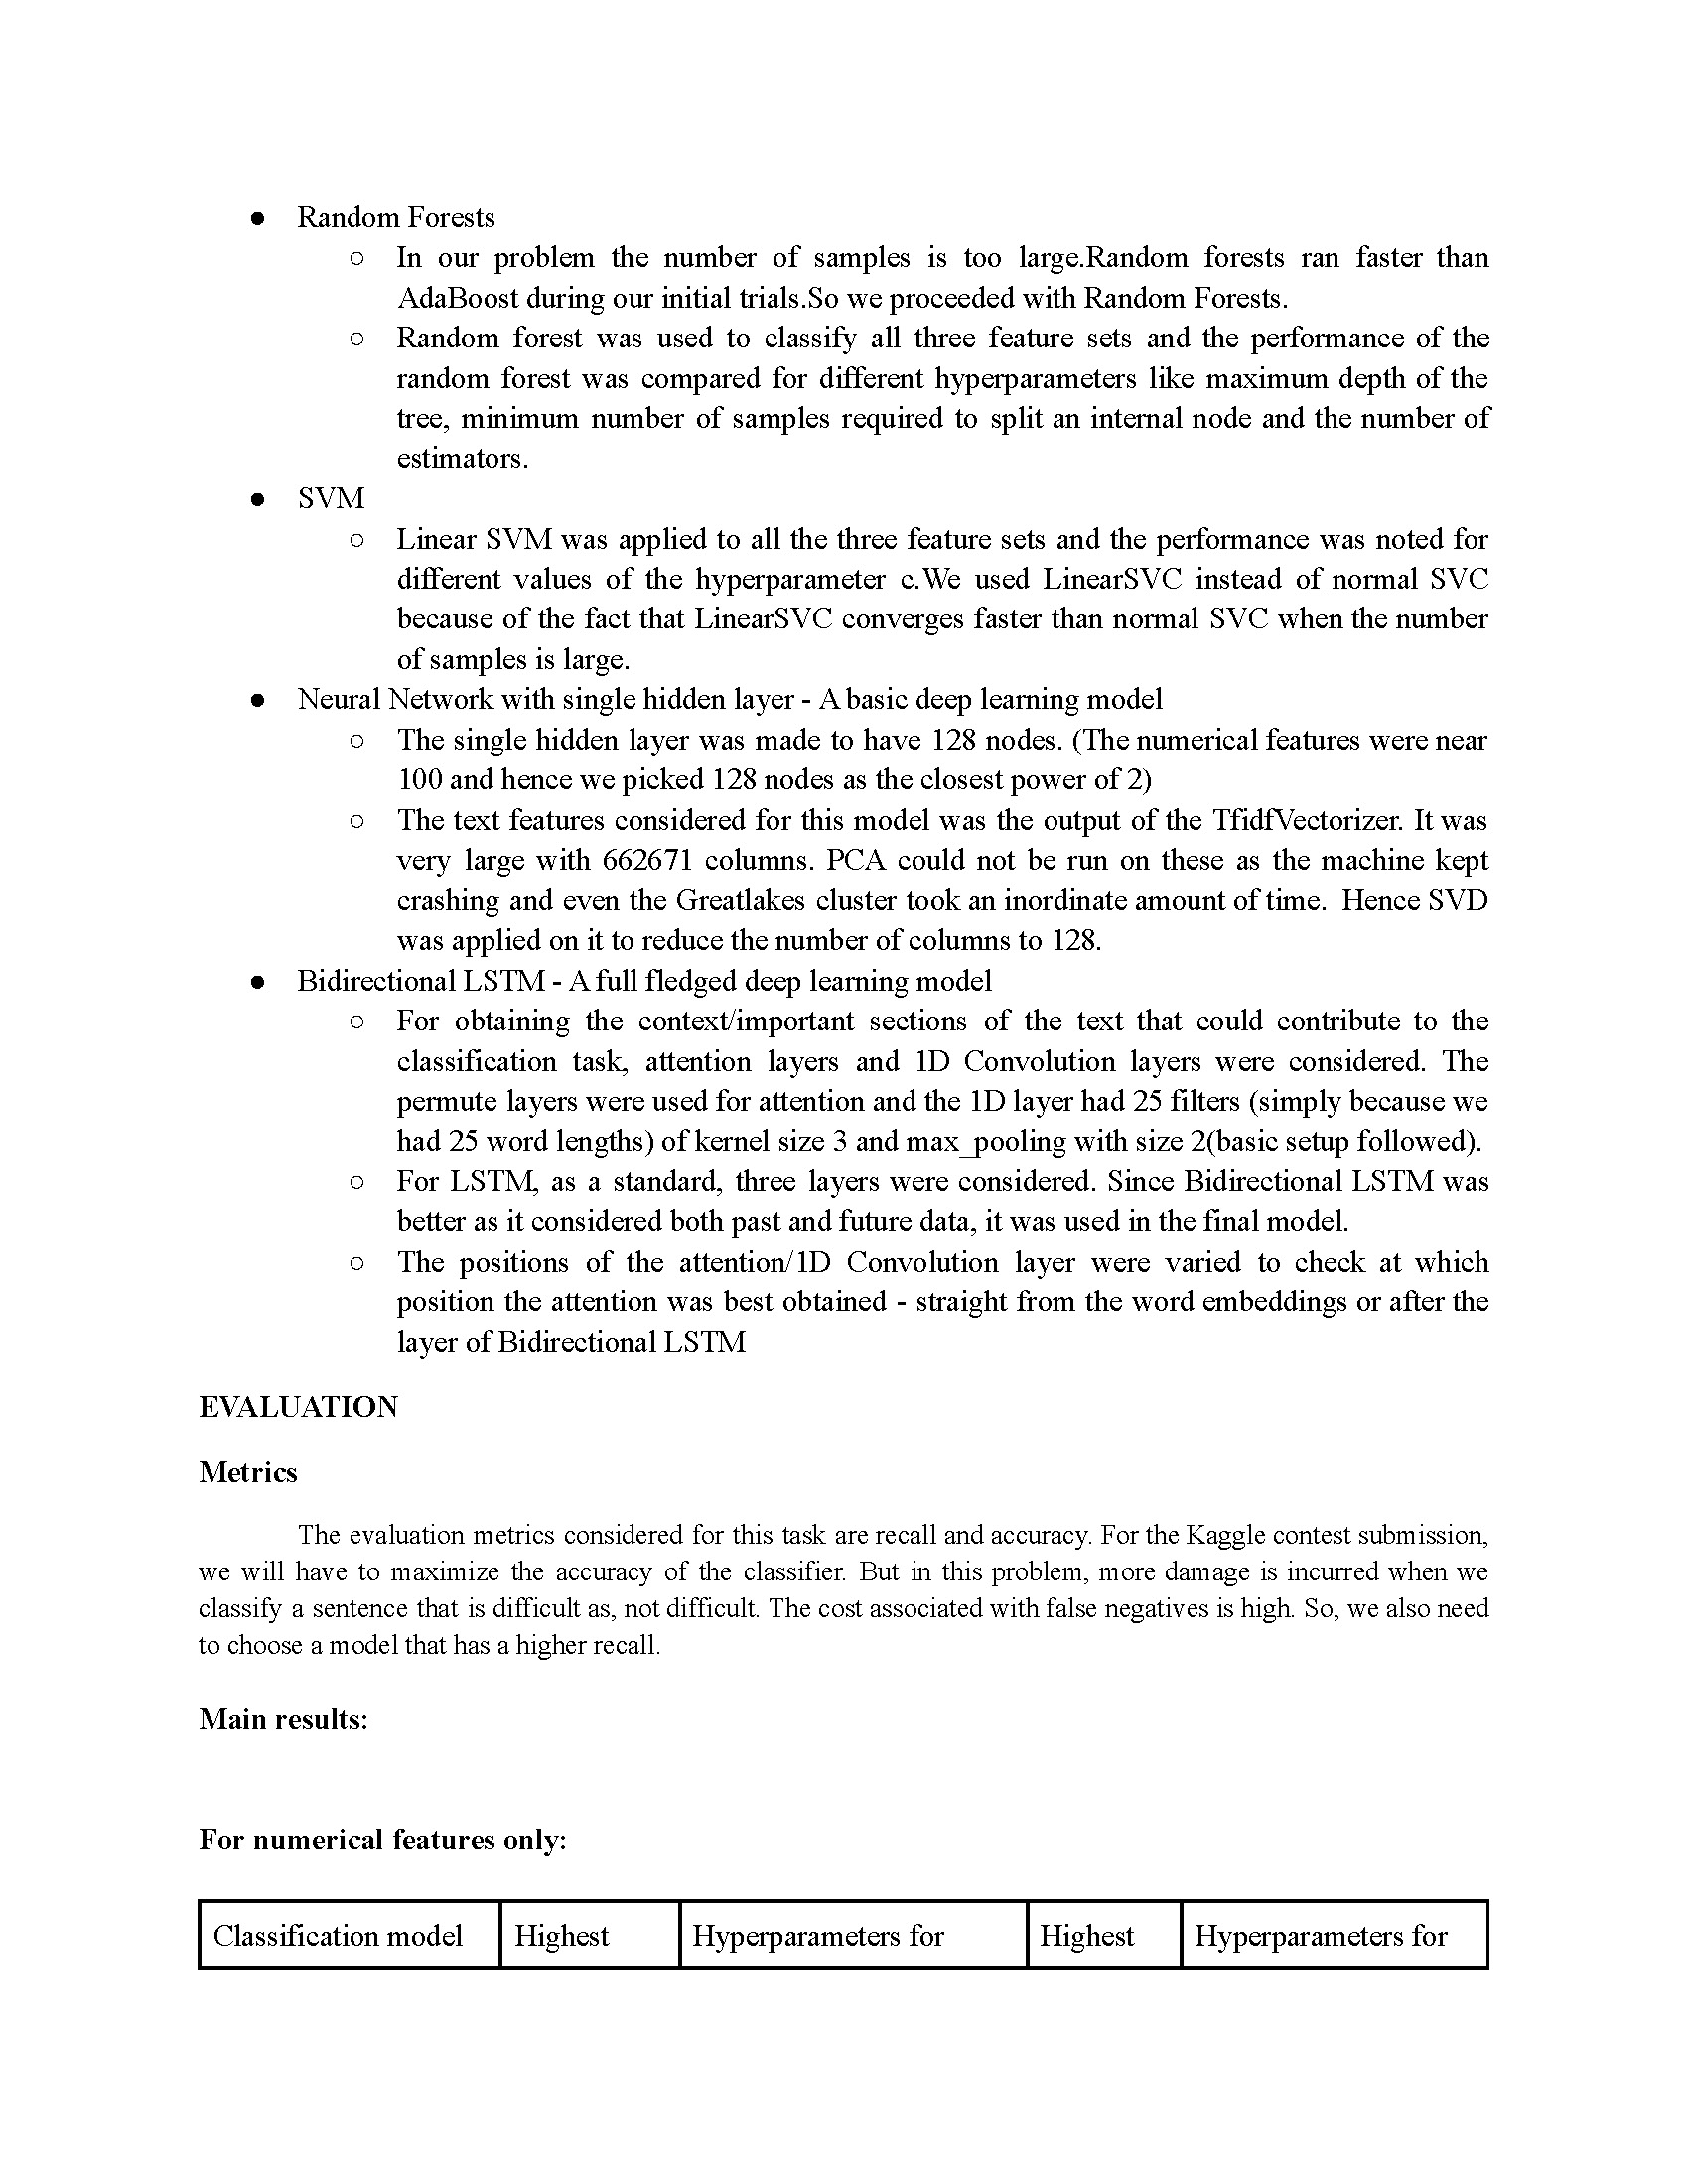 ● Random Forests
○ In our problem the number of samples is too large.Random forests ran faster than
AdaBoost during our initial trials.So we proceeded with Random Forests.
○ Random forest was used to classify all three feature sets and the performance of the
random forest was compared for different hyperparameters like maximum depth of the
tree, minimum number of samples required to split an internal node and the number of
estimators.
● SVM
○ Linear SVM was applied to all the three feature sets and the performance was noted for
different values of the hyperparameter c.We used LinearSVC instead of normal SVC
because of the fact that LinearSVC converges faster than normal SVC when the number
of samples is large.
● Neural Network with single hidden layer - A basic deep learning model
○ The single hidden layer was made to have 128 nodes. (The numerical features were near
100 and hence we picked 128 nodes as the closest power of 2)
○ The text features considered for this model was the output of the TfidfVectorizer. It was
very large with 662671 columns. PCA could not be run on these as the machine kept
crashing and even the Greatlakes cluster took an inordinate amount of time. Hence SVD
was applied on it to reduce the number of columns to 128.
● Bidirectional LSTM - A full fledged deep learning model
○ For obtaining the context/important sections of the text that could contribute to the
classification task, attention layers and 1D Convolution layers were considered. The
permute layers were used for attention and the 1D layer had 25 filters (simply because we
had 25 word lengths) of kernel size 3 and max_pooling with size 2(basic setup followed).
○ For LSTM, as a standard, three layers were considered. Since Bidirectional LSTM was
better as it considered both past and future data, it was used in the final model.
○ The positions of the attention/1D Convolution layer were varied to check at which
position the attention was best obtained - straight from the word embeddings or after the
layer of Bidirectional LSTM
EVALUATION
Metrics
The evaluation metrics considered for this task are recall and accuracy. For the Kaggle contest submission,
we will have to maximize the accuracy of the classifier. But in this problem, more damage is incurred when we
classify a sentence that is difficult as, not difficult. The cost associated with false negatives is high. So, we also need
to choose a model that has a higher recall.
Main results:
For numerical features only:
Classification model Highest Hyperparameters for Highest Hyperparameters for